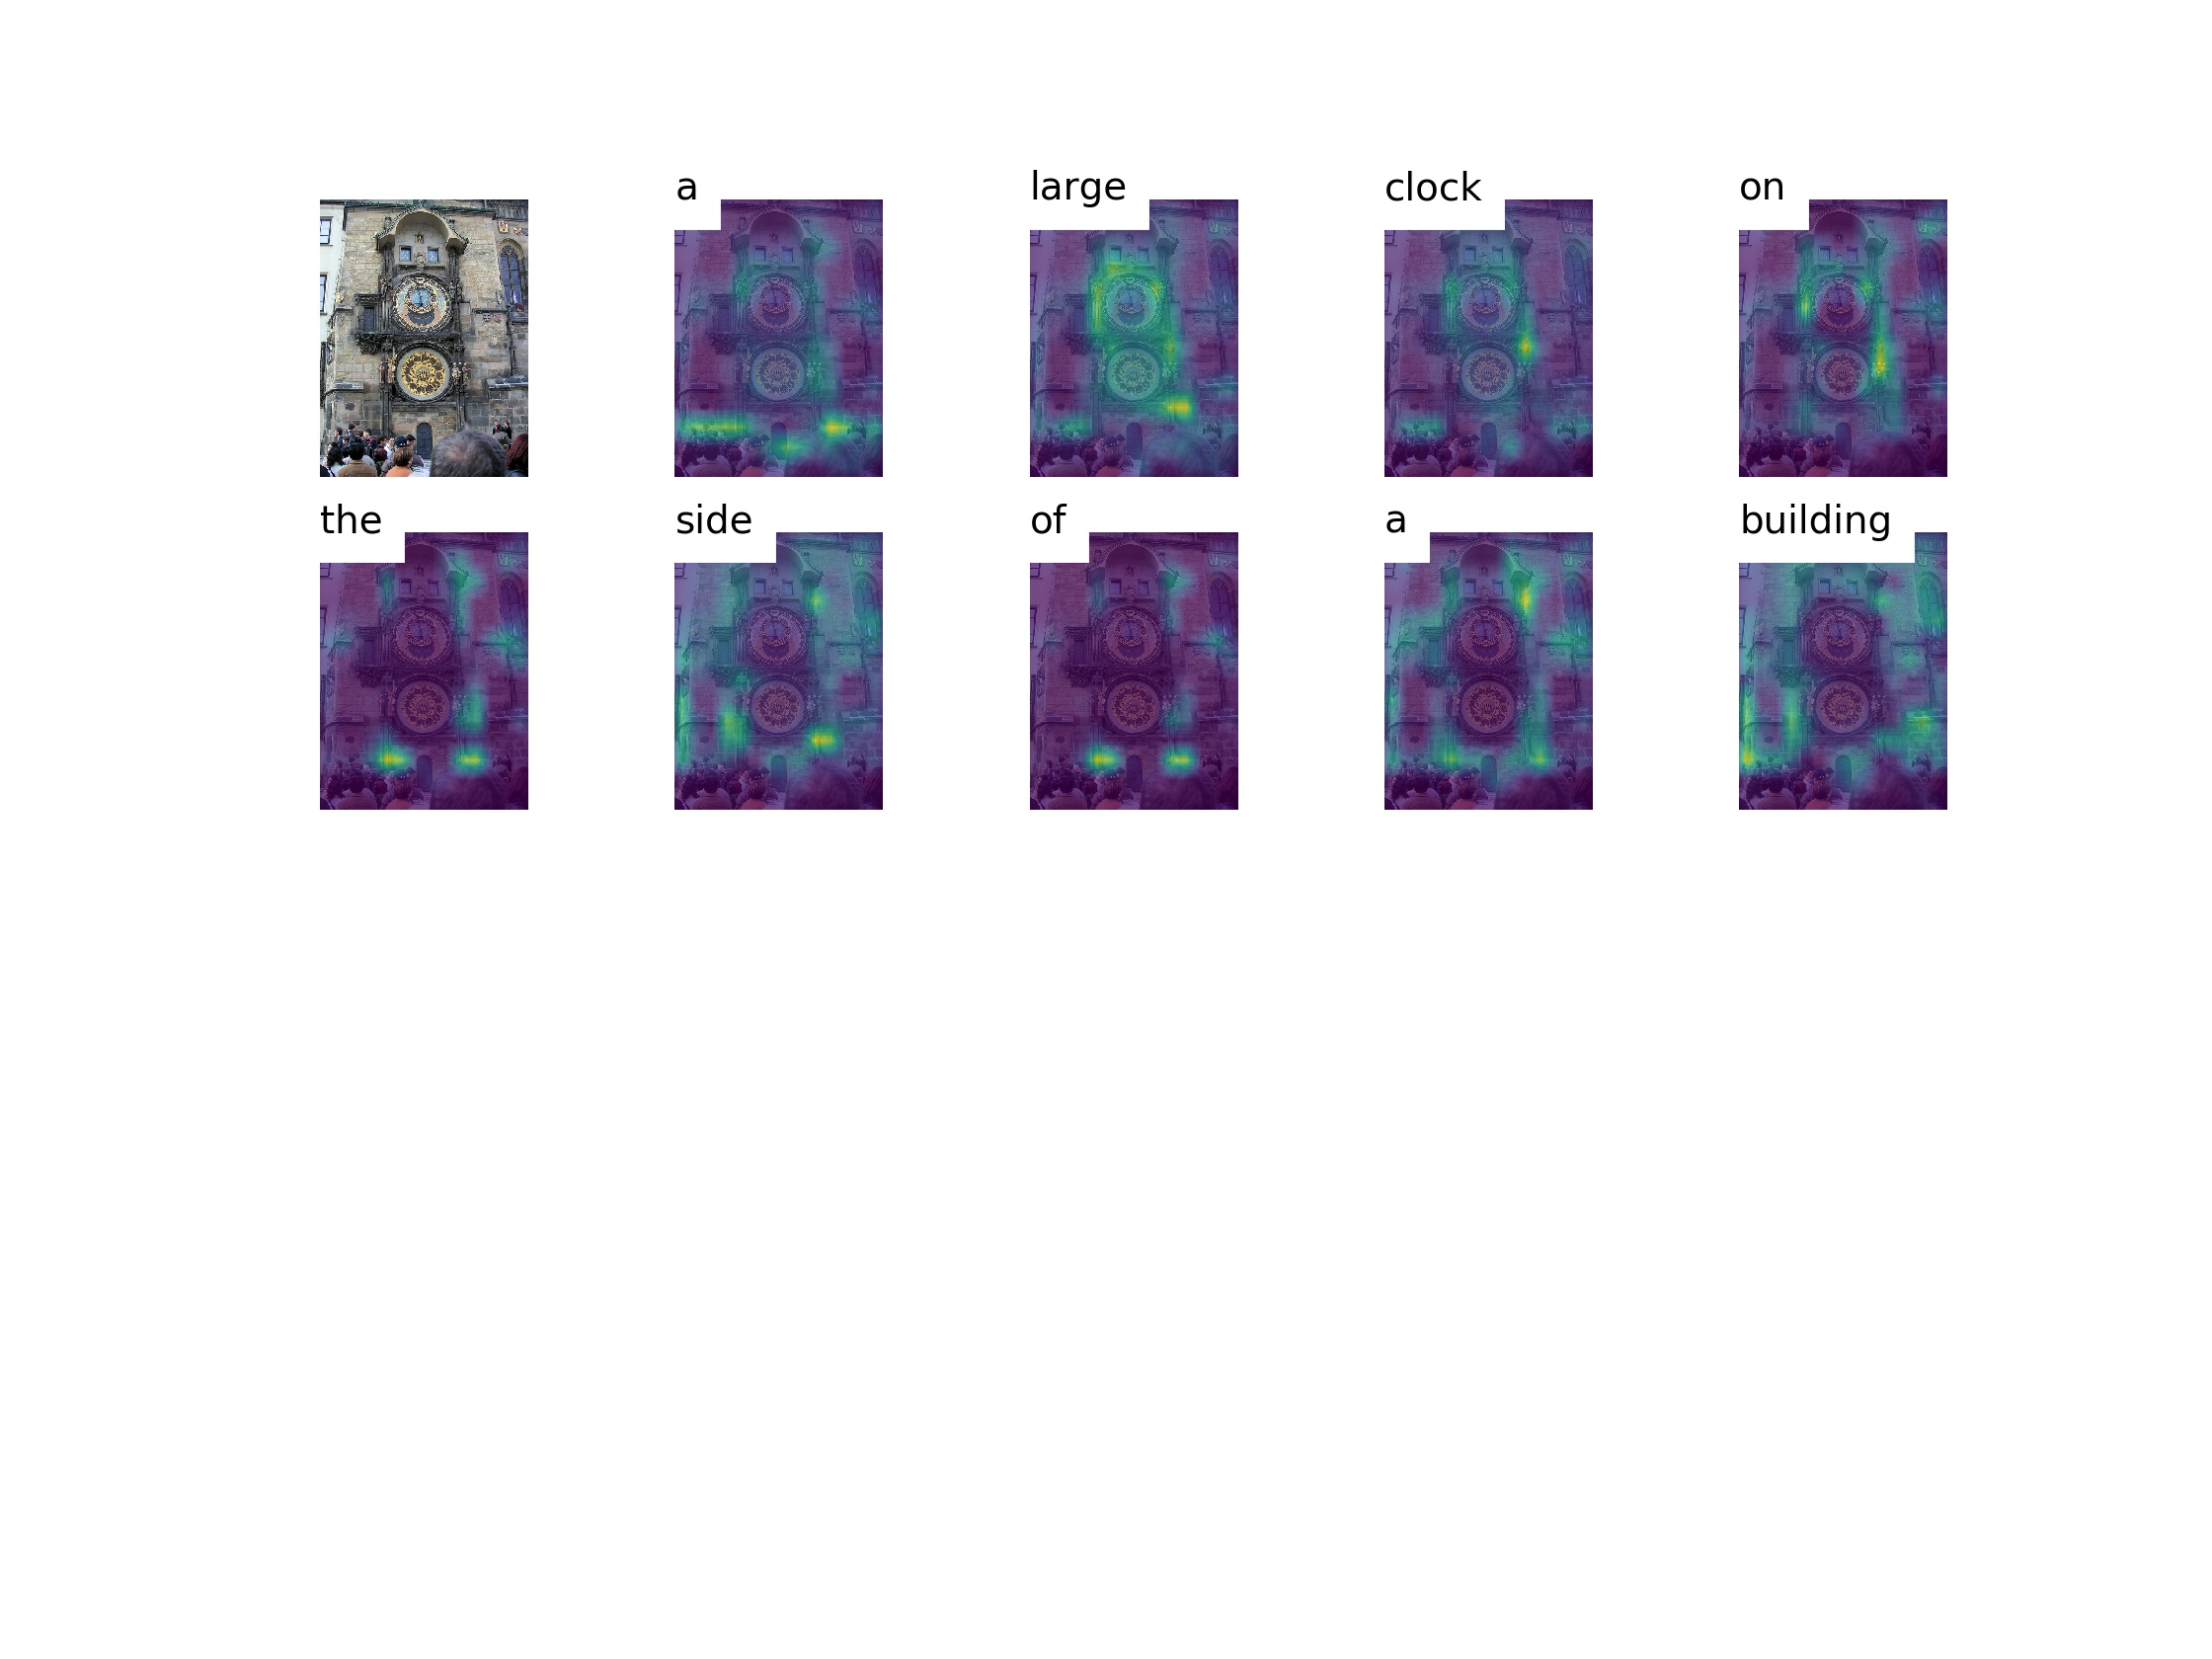 a
large
clock
on
the
side
of
a
building